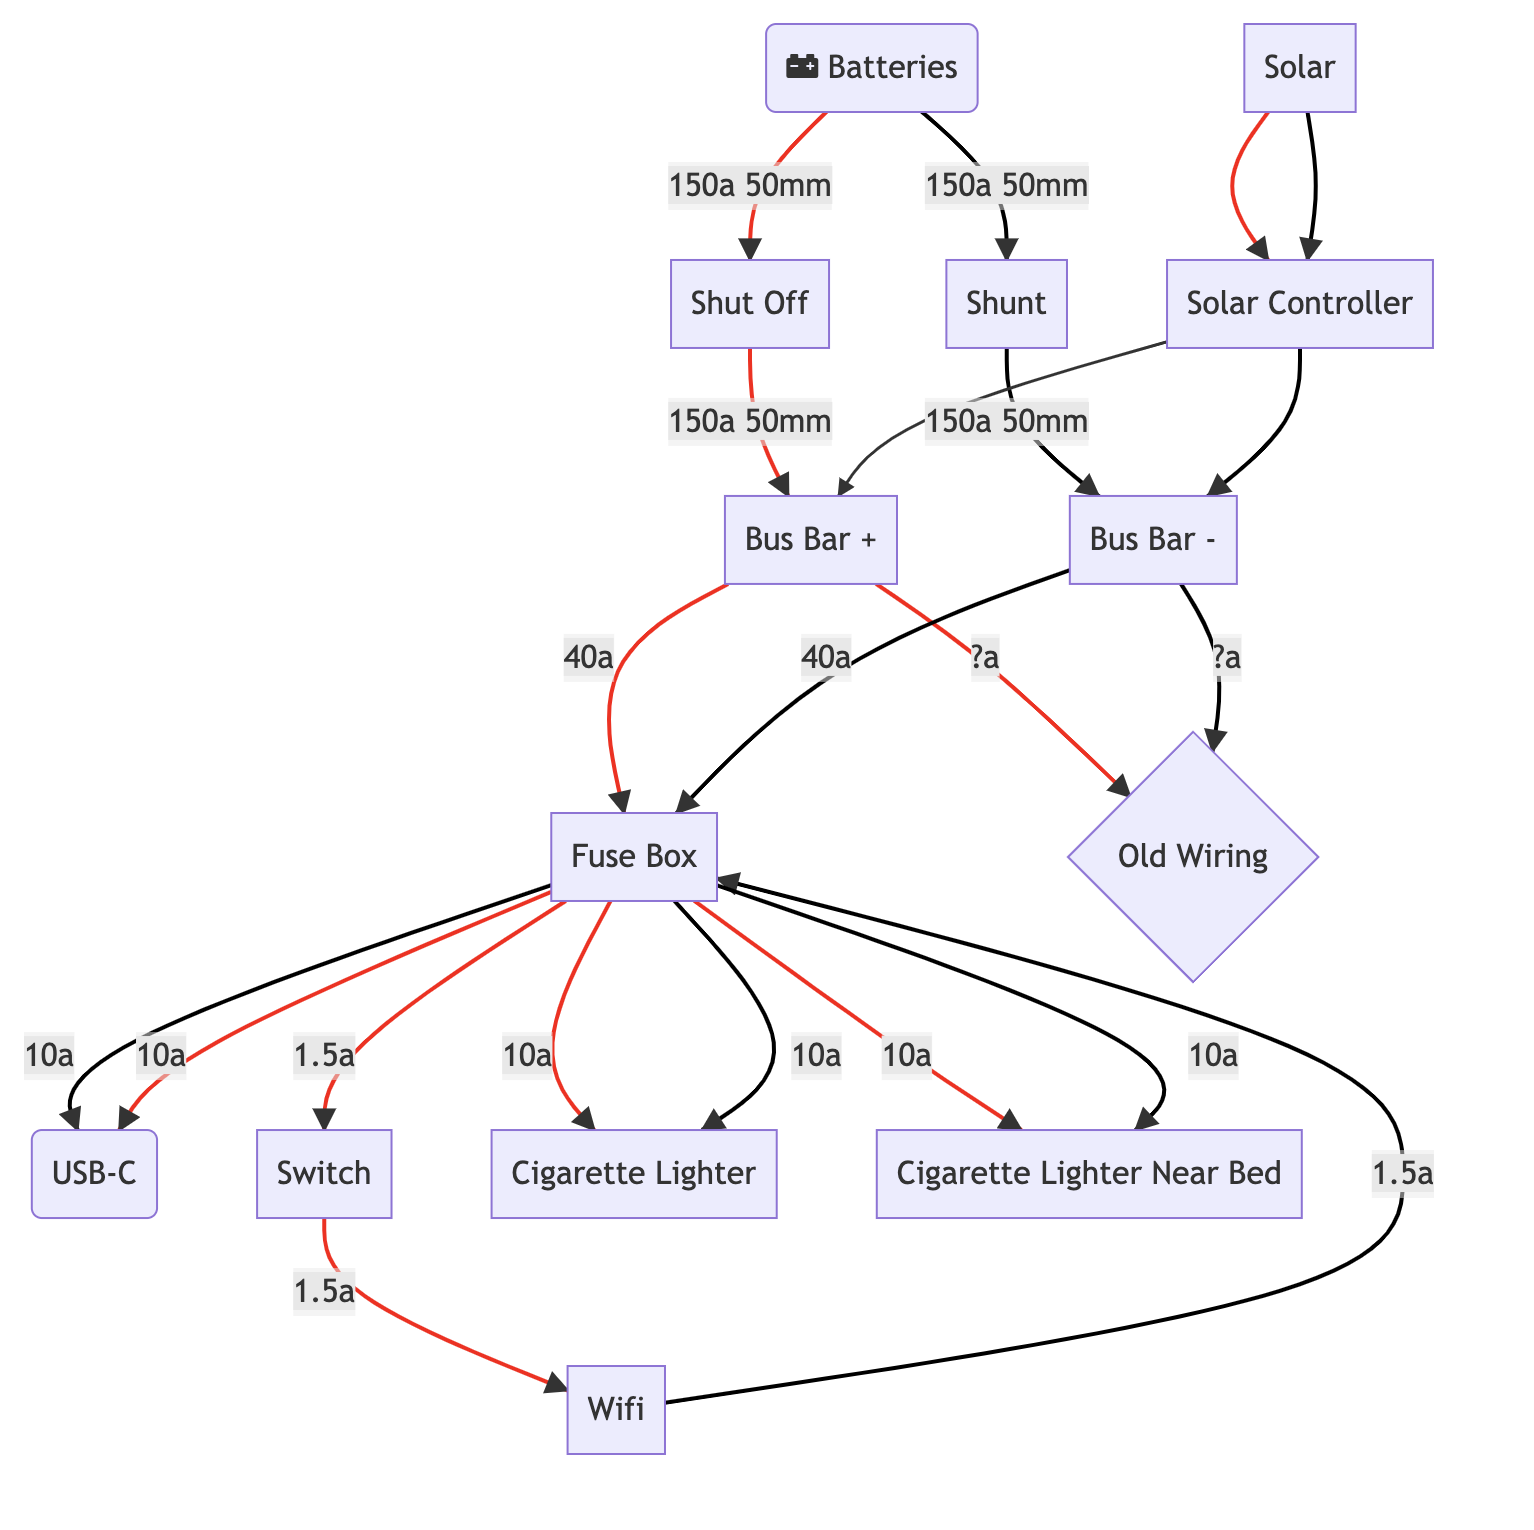 Batteries
Solar
150a 50mm
150a 50mm
Shut Off
Shunt
Solar Controller
150a 50mm
150a 50mm
Bus Bar +
Bus Bar -
40a
40a
?a
?a
Fuse Box
Old Wiring
10a
10a
1.5a
10a
10a
10a
10a
USB-C
Switch
Cigarette Lighter
Cigarette Lighter Near Bed
1.5a
1.5a
Wifi